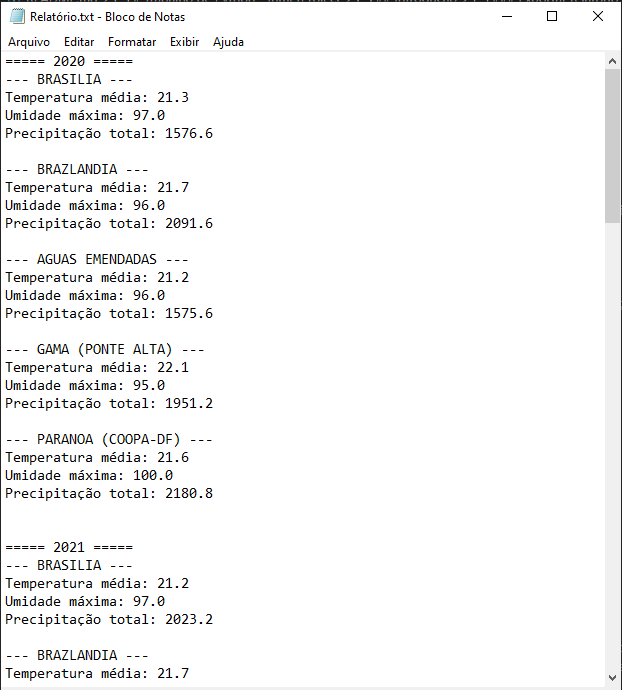 Relatório.txt - Bloco de Notas
Arquivo Editar Formatar Exibir Ajuda
===== 2020 =====
--- BRASILIA ---
Temperatura média: 21.3
Umidade máxima: 97.0
Precipitação total: 1576.6
--- BRAZLANDIA ---
Temperatura média: 21.7
Umidade máxima: 96.0
Precipitação total: 2091.6
--- AGUAS EMENDADAS ---
Temperatura média: 21.2
Umidade máxima: 96.0
Precipitação total: 1575.6
--- GAMA (PONTE ALTA) ---
Temperatura média: 22.1
Umidade máxima: 95.0
Precipitação total: 1951.2
--- PARANOA (COOPA-DF) ---
Temperatura média: 21.6
Umidade máxima: 100.0
Precipitação total: 2180.8
===== 2021 =====
--- BRASILIA ---
Temperatura média: 21.2
Umidade máxima: 97.0
Precipitação total: 2023.2
--- BRAZLANDIA ---
Temperatura média: 21.7